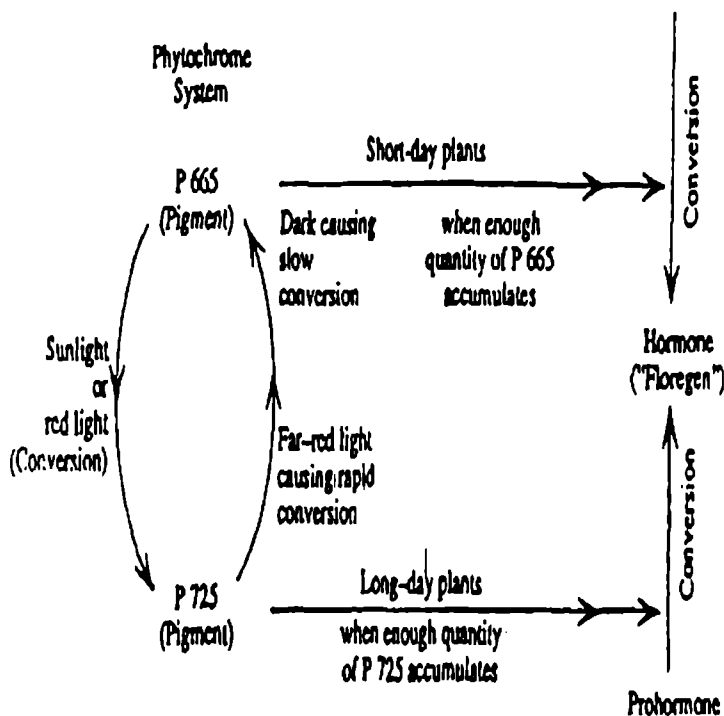 Phytochrome
System
P 665
(Pigment)
Short-day plants
Dark causing
slow
conversion
when enough
quantity of P 665
accumulates
Conversion
Sunlight
or
red light
(Conversion)
Hormone
("Floregen")
Far-red light
causing rapid
conversion
P 725
(Pigment)
Long-day plants
when enough quantity
of P 725 accumulates
Conversion
Prohormone